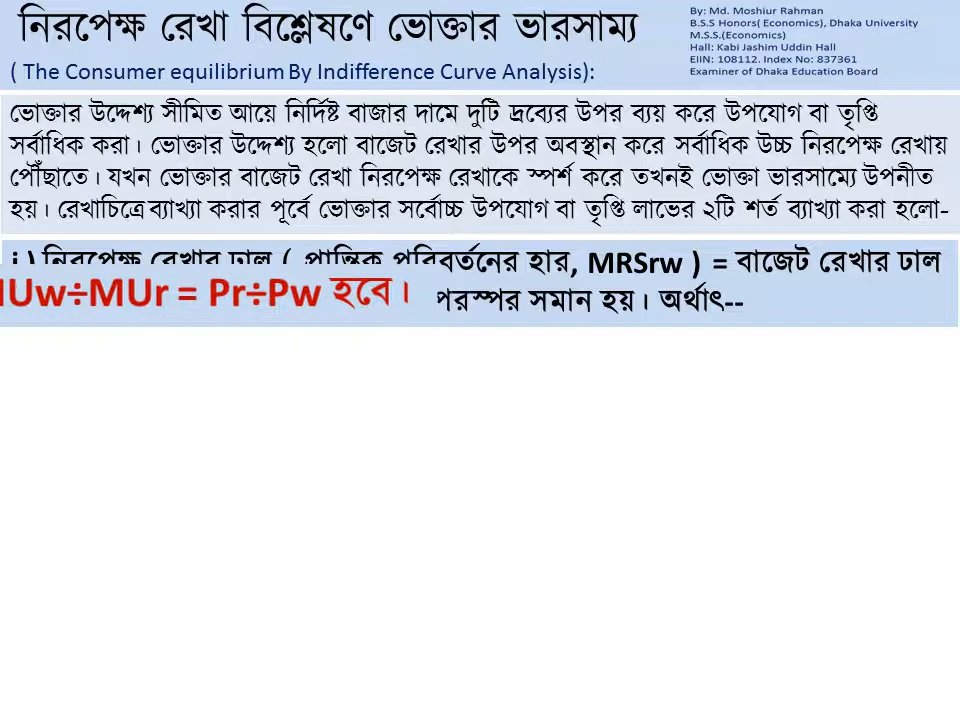 নিরপেক্ষ রেখা বিশ্লেষণে ভোক্তার ভারসাম্য
( The Consumer equilibrium By Indifference Curve Analysis):
By: Md. Moshiur Rahman
B.S.S Honors( Economics), Dhaka University
M.S.S.(Economics)
Hall: Kabi Jashim Uddin Hall
EIIN: 108112. Index No: 837361
Examiner of Dhaka Education Board
ভোক্তার উদ্দেশ্য সীমিত আয়ে নির্দিষ্ট বাজার দামে দুটি দ্রব্যের উপর ব্যয় করে উপযোগ বা তৃপ্তি
সর্বাধিক করা। ভোক্তার উদ্দেশ্য হলো বাজেট রেখার উপর অবস্থান করে সর্বাধিক উচ্চ নিরপেক্ষ রেখায়
পৌঁছাতে। যখন ভোক্তার বাজেট রেখা নিরপেক্ষ রেখাকে স্পর্শ করে তখনই ভোক্তা ভারসাম্যে উপনীত
হয়। রেখাচিত্রে ব্যাখ্যা করার পূর্বে ভোক্তার সর্বোচ্চ উপযোগ বা তৃপ্তি লাভের ২টি শর্ত ব্যাখ্যা করা হলো-
i ) নিরপেক্ষ রেখার ঢাল ( প্রান্তিক পরিবর্তনের হার, MRSrw ) = বাজেট রেখার ঢাল
পরস্পর সমান হয়। অর্থাৎ--
MUw÷MUr = Pr÷Pw হবে।